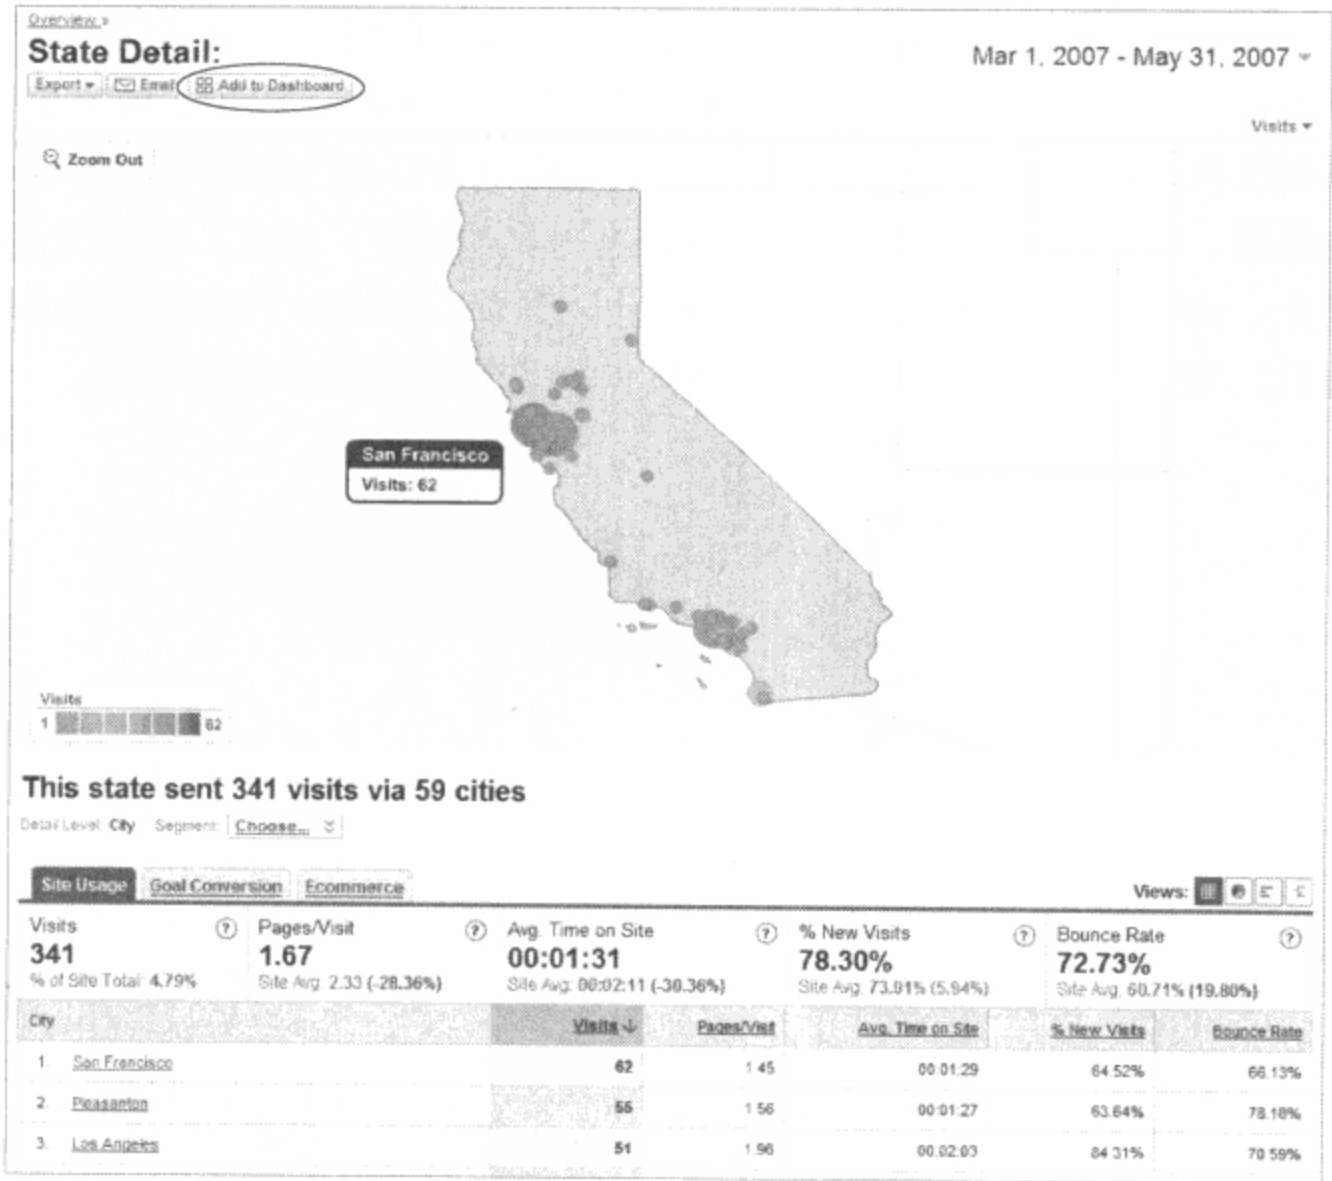 Overview »
State Detail:
Mar 1, 2007 - May 31, 2007
Export Email Add to Dashboard
Visits
Zoom Out
San Francisco
Visits: 62
Visits
1 62
This state sent 341 visits via 59 cities
Detail Level: City Segment: Choose...
Site Usage Goal Conversion Ecommerce Views:
Visits ? Pages/Visit ? Avg. Time on Site ? % New Visits ? Bounce Rate ?
341 1.67 00:01:31 78.30% 72.73%
% of Site Total: 4.79% Site Avg: 2.33 (-28.36%) Site Avg: 00:02:11 (-30.36%) Site Avg: 73.91% (5.94%) Site Avg: 60.71% (19.80%)
City Visits ↓ Pages/Visit Avg. Time on Site % New Visits Bounce Rate
1. San Francisco 62 1.45 00:01:29 64.52% 66.13%
2. Pleasanton 55 1.56 00:01:27 63.64% 78.18%
3. Los Angeles 51 1.96 00:02:03 84.31% 70.59%